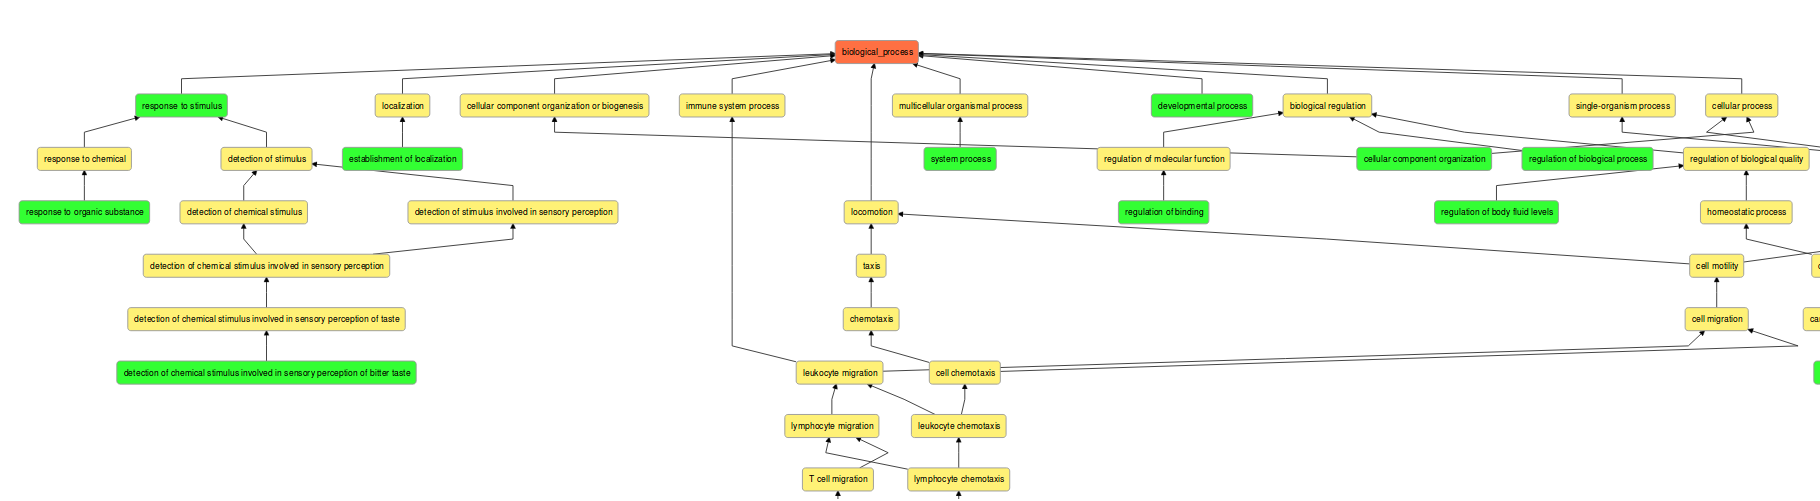 biological_process
response to stimulus
localization
cellular component organization or biogenesis
immune system process
multicellular organismal process
developmental process
biological regulation
single-organism process
cellular process
response to chemical
detection of stimulus
establishment of localization
system process
regulation of molecular function
cellular component organization
regulation of biological process
regulation of biological quality
response to organic substance
detection of chemical stimulus
detection of stimulus involved in sensory perception
locomotion
regulation of binding
regulation of body fluid levels
homeostatic process
detection of chemical stimulus involved in sensory perception
taxis
cell motility
detection of chemical stimulus involved in sensory perception of taste
chemotaxis
cell migration
detection of chemical stimulus involved in sensory perception of bitter taste
leukocyte migration
cell chemotaxis
lymphocyte migration
leukocyte chemotaxis
T cell migration
lymphocyte chemotaxis